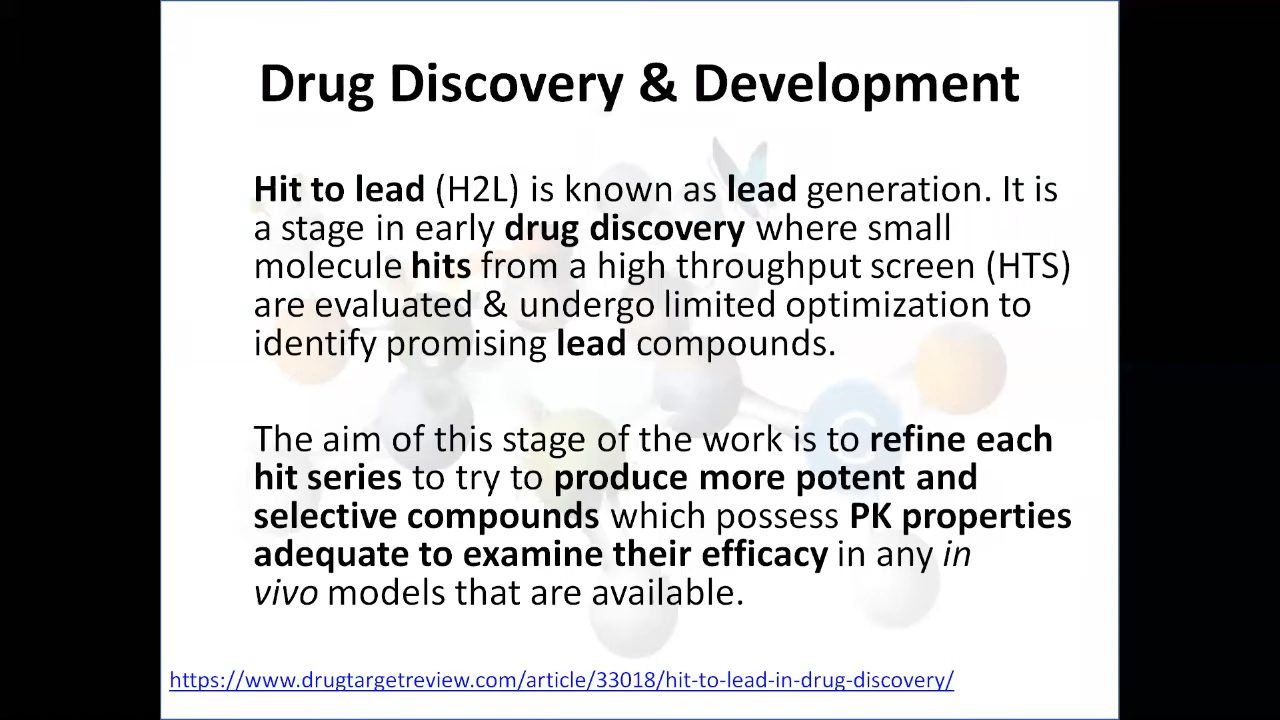 Drug Discovery & Development
Hit to lead (H2L) is known as lead generation. It is
a stage in early drug discovery where small
molecule hits from a high throughput screen (HTS)
are evaluated & undergo limited optimization to
identify promising lead compounds.
The aim of this stage of the work is to refine each
hit series to try to produce more potent and
selective compounds which possess PK properties
adequate to examine their efficacy in any in
vivo models that are available.
https://www.drugtargetreview.com/article/33018/hit-to-lead-in-drug-discovery/